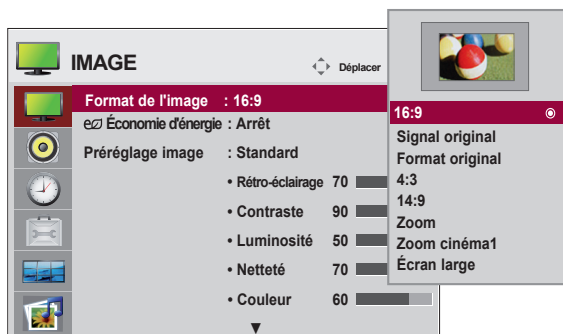 IMAGE
Déplacer
Format de l'image : 16:9
Économie d'énergie : Arrêt
Préréglage image : Standard
• Rétro-éclairage 70
• Contraste 90
• Luminosité 50
• Netteté 70
• Couleur 60
16:9
Signal original
Format original
4:3
14:9
Zoom
Zoom cinéma1
Écran large